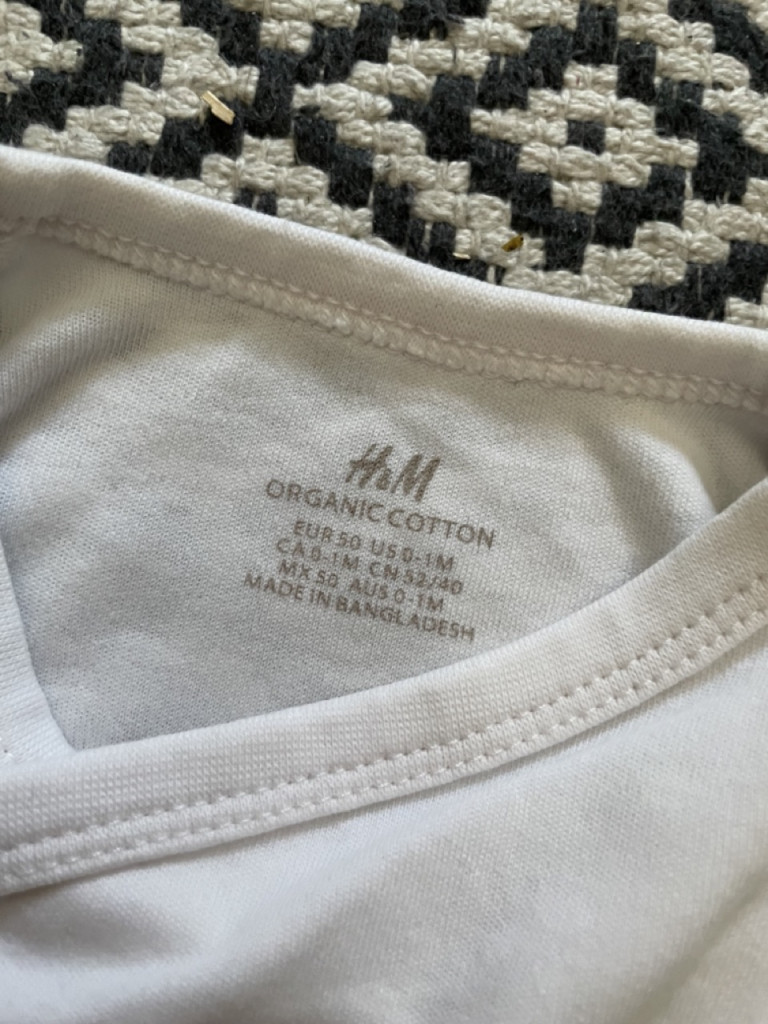 H&M
ORGANIC COTTON
EUR 50 US 0-1M
CA 0-1M CN 52/40
MX 50 AUS 0-1M
MADE IN BANGLADESH